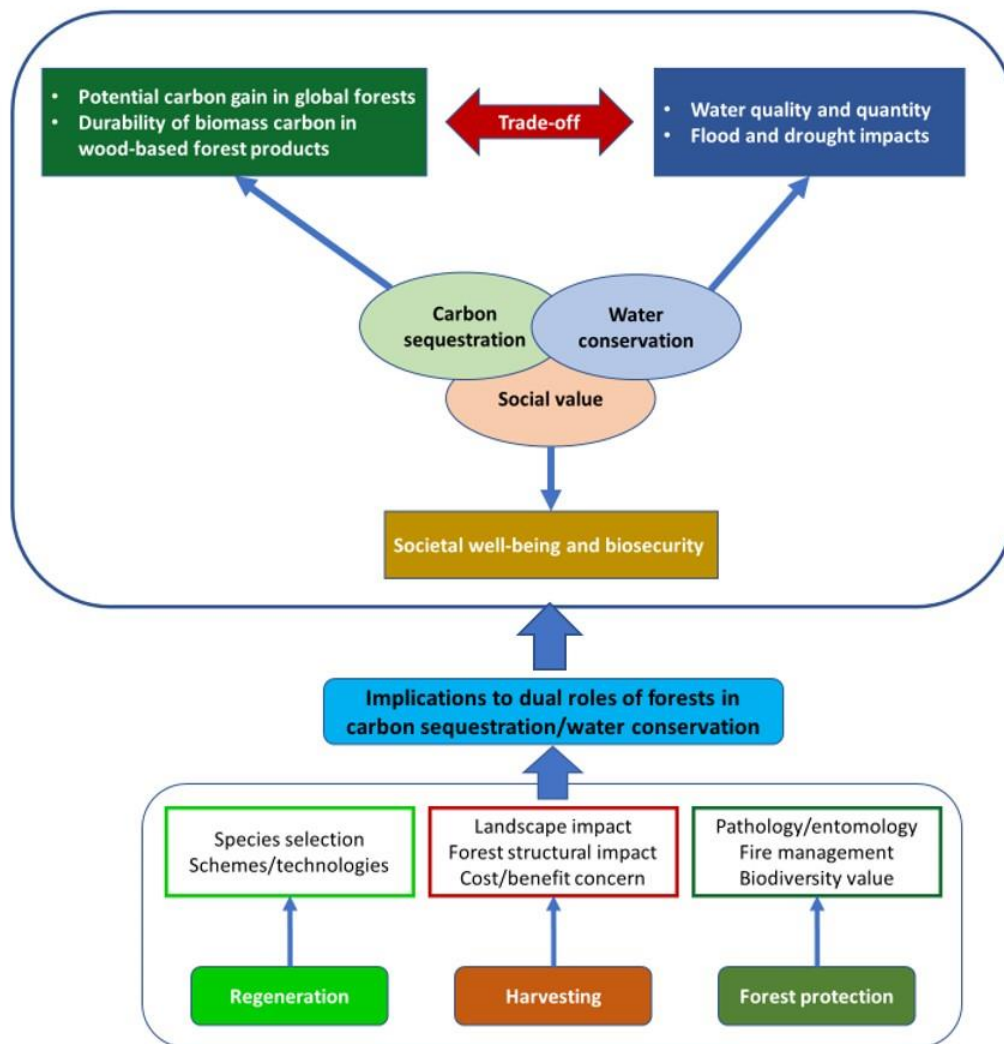 • Potential carbon gain in global forests
• Durability of biomass carbon in
wood-based forest products
Trade-off
• Water quality and quantity
• Flood and drought impacts
Carbon
sequestration
Water
conservation
Social value
Societal well-being and biosecurity
Implications to dual roles of forests in
carbon sequestration/water conservation
Species selection
Schemes/technologies
Landscape impact
Forest structural impact
Cost/benefit concern
Pathology/entomology
Fire management
Biodiversity value
Regeneration
Harvesting
Forest protection